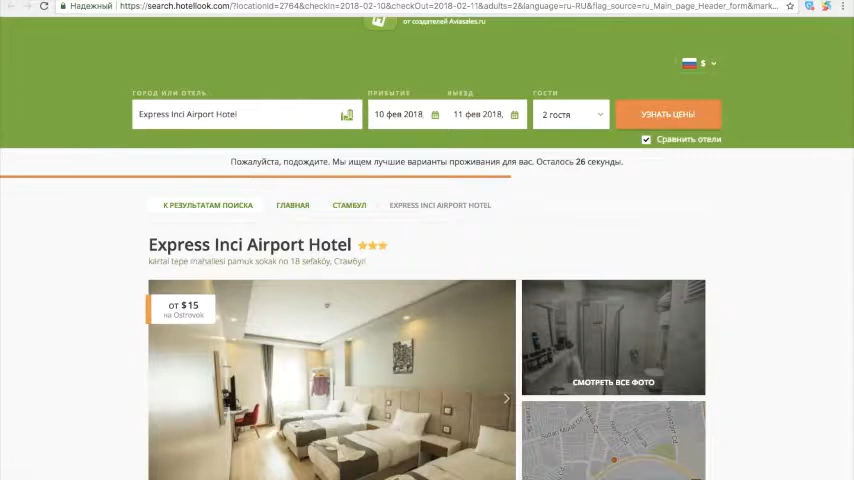 Надежный https://search.hotellook.com/?locationId=2764&checkIn=2018-02-10&checkOut=2018-02-11&adults=2&language=ru-RU&flag_source=ru_Main_page_Header_form&mark...
от создателей Aviasales.ru
$
ГОРОД ИЛИ ОТЕЛЬ ПРИБЫТИЕ ВЫЕЗД ГОСТИ
Express Inci Airport Hotel 10 фев 2018, 11 фев 2018, 2 гостя УЗНАТЬ ЦЕНЫ
Сравнить отели
Пожалуйста, подождите. Мы ищем лучшие варианты проживания для вас. Осталось 26 секунды.
К РЕЗУЛЬТАТАМ ПОИСКА ГЛАВНАЯ СТАМБУЛ EXPRESS INCI AIRPORT HOTEL
Express Inci Airport Hotel
kartal tepe mahallesi pamuk sokak no 18 sefaköy, Стамбул
от $15
на Ostrovok
СМОТРЕТЬ ВСЕ ФОТО